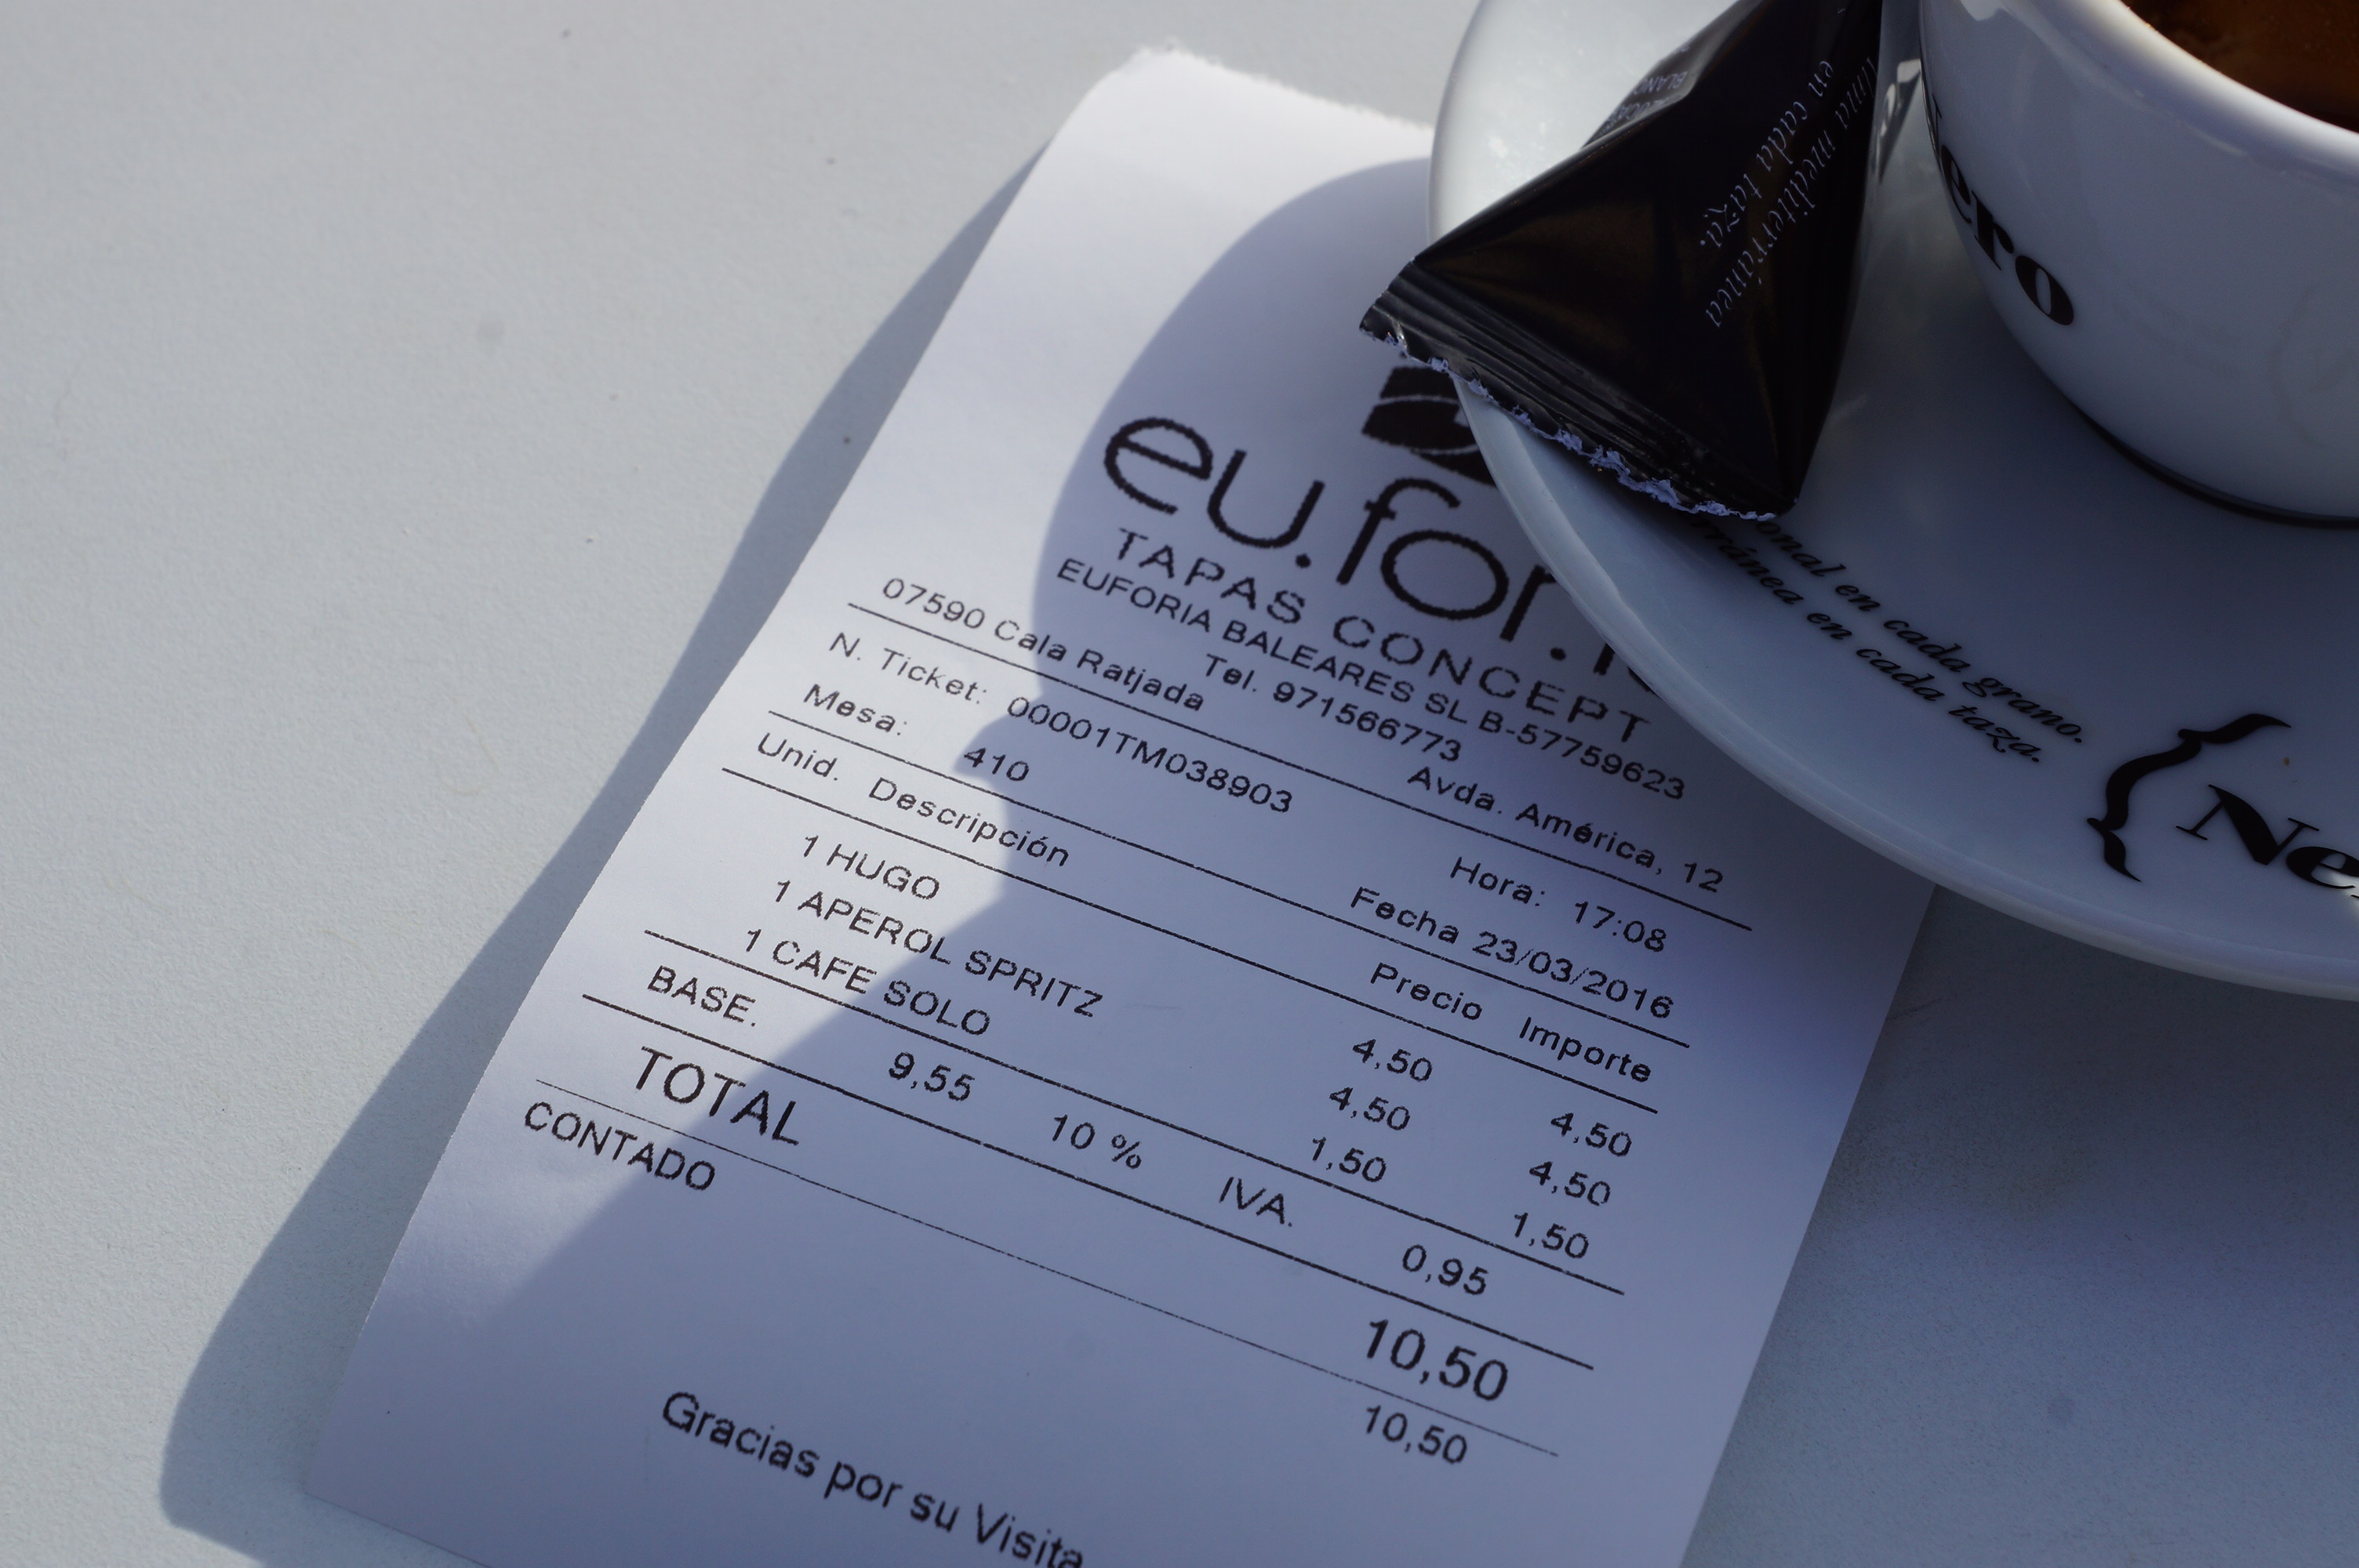 eu.for.
TAPAS CONCEPT
EUFORIA BALEARES SL B-57759623
Tel. 971566773
07590 Cala Ratjada Avda. América, 12
N. Ticket: 00001TM038903 Hora: 17:08
Mesa: 410 Fecha 23/03/2016
Unid. Descripción Precio Importe
1 HUGO 4,50 4,50
1 APEROL SPRITZ 4,50 4,50
1 CAFE SOLO 1,50 1,50
BASE. 9,55 10 % IVA. 0,95
TOTAL 10,50
CONTADO 10,50
Gracias por su Visita
mediterránea
en cada taza.
ero
en cada grano.
en cada taza.
{ Ne